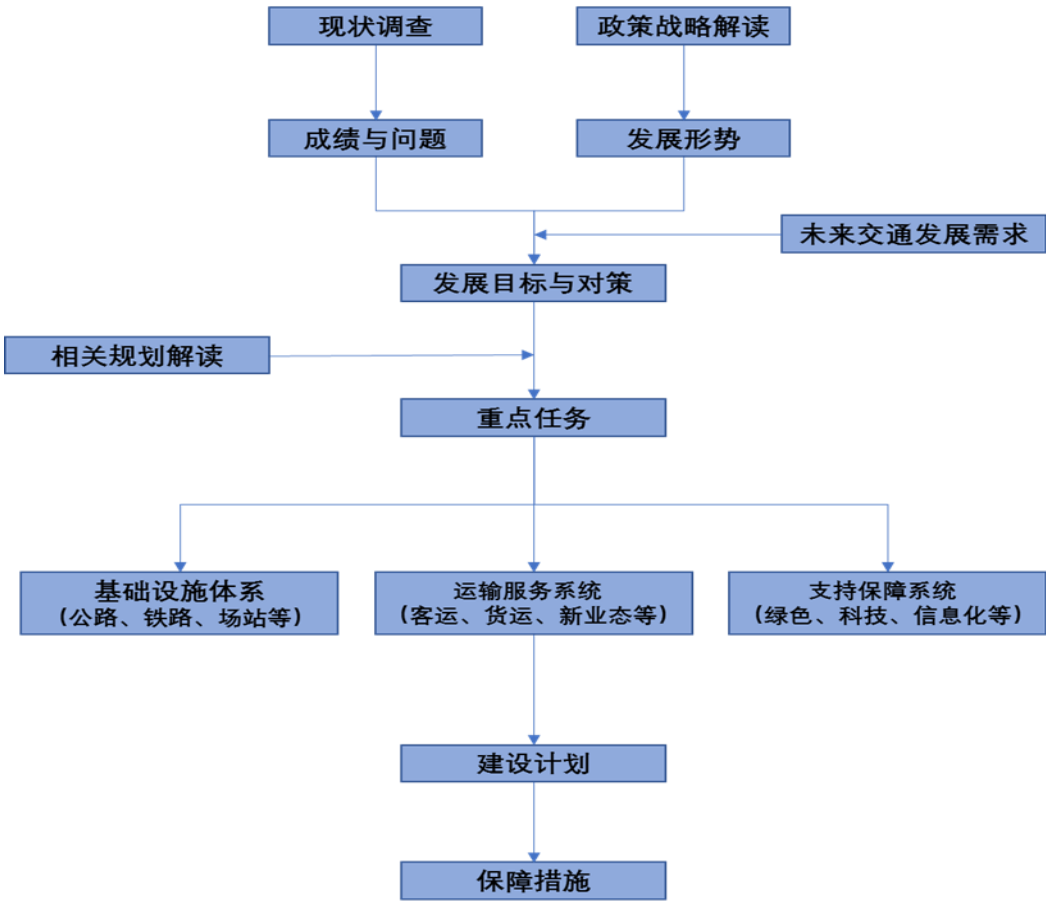 现状调查
政策战略解读
成绩与问题
发展形势
未来交通发展需求
发展目标与对策
相关规划解读
重点任务
基础设施体系
（公路、铁路、场站等）
运输服务系统
（客运、货运、新业态等）
支持保障系统
（绿色、科技、信息化等）
建设计划
保障措施